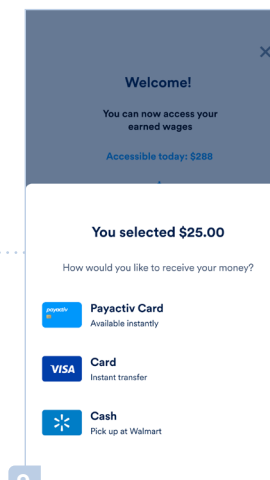 Welcome!
You can now access your
earned wages
Accessible today: $288
You selected $25.00
How would you like to receive your money?
payactiv
Payactiv Card
Available instantly
VISA
Card
Instant transfer
Cash
Pick up at Walmart